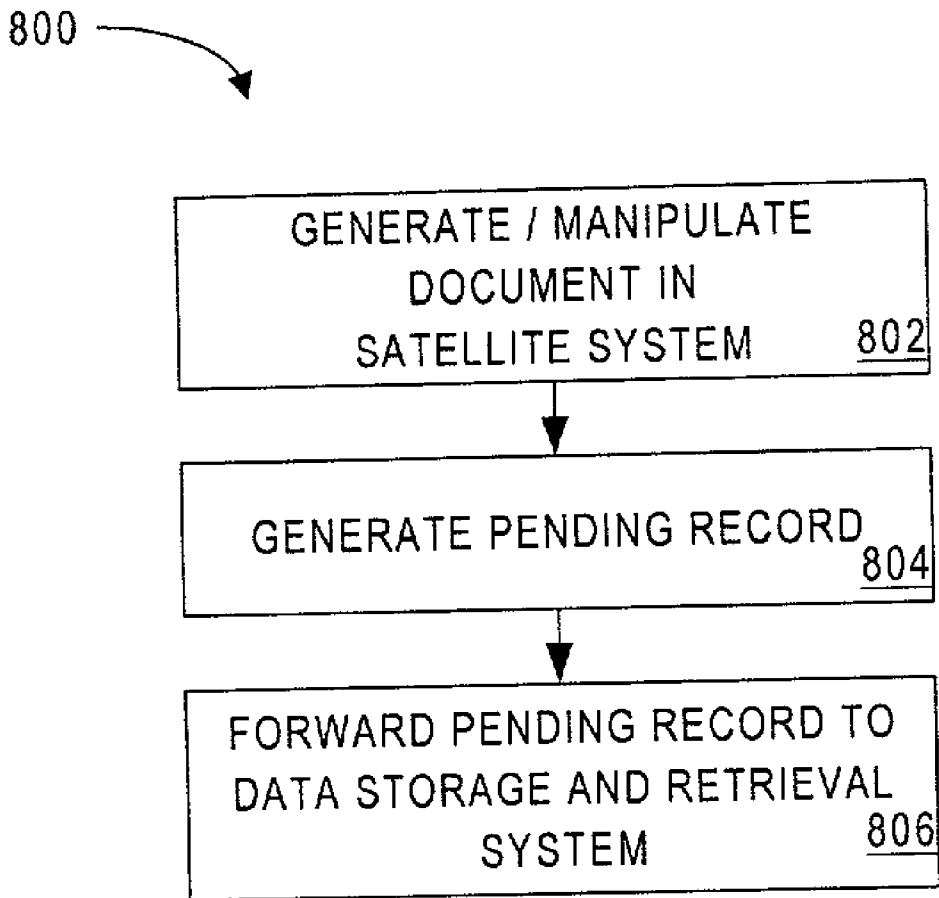 800
GENERATE / MANIPULATE
DOCUMENT IN
SATELLITE SYSTEM 802
GENERATE PENDING RECORD
804
FORWARD PENDING RECORD TO
DATA STORAGE AND RETRIEVAL
SYSTEM 806